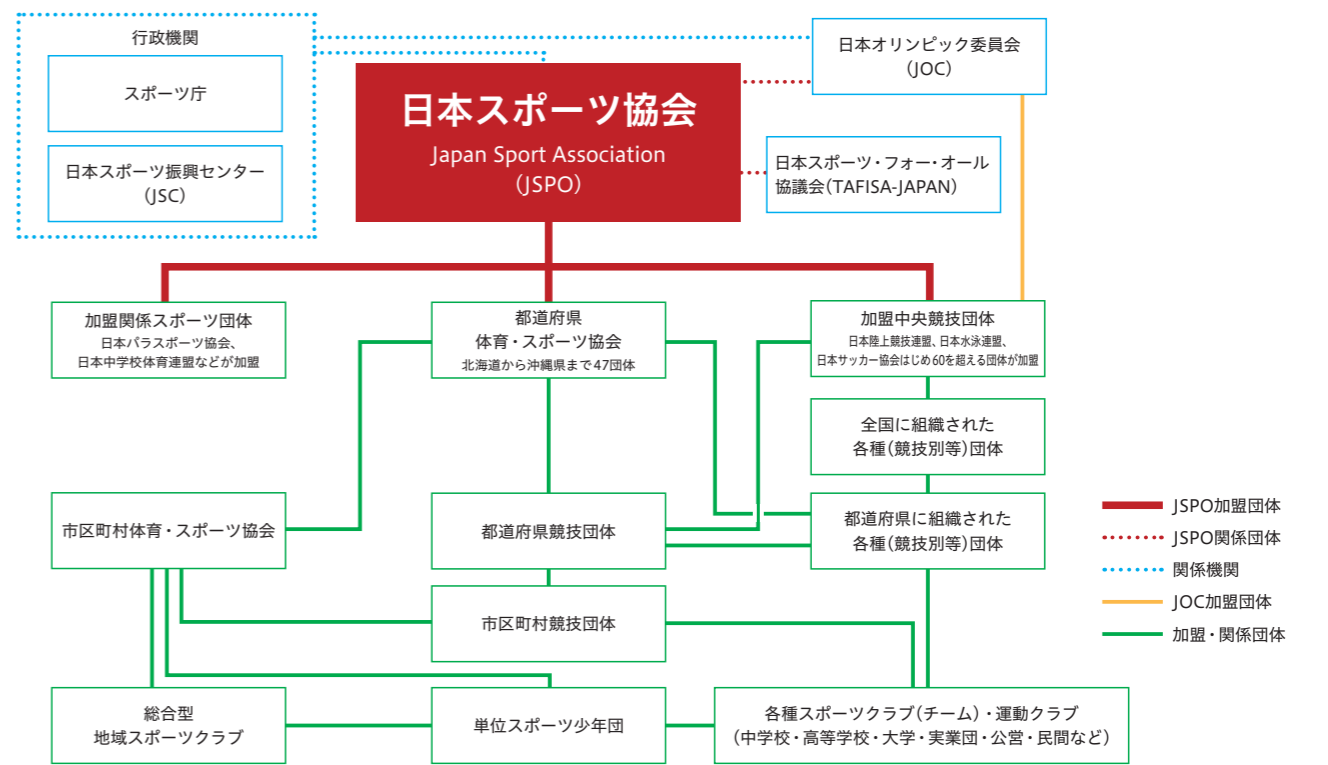 行政機関
スポーツ庁
日本スポーツ振興センター
（JSC）
日本スポーツ協会
Japan Sport Association
（JSPO）
日本オリンピック委員会
（JOC）
日本スポーツ・フォー・オール
協議会（TAFISA-JAPAN）
加盟関係スポーツ団体
日本パラスポーツ協会、
日本中学校体育連盟などが加盟
都道府県
体育・スポーツ協会
北海道から沖縄県まで47団体
加盟中央競技団体
日本陸上競技連盟、日本水泳連盟、
日本サッカー協会はじめ60を超える団体が加盟
全国に組織された
各種（競技別等）団体
市区町村体育・スポーツ協会
都道府県競技団体
都道府県に組織された
各種（競技別等）団体
市区町村競技団体
総合型
地域スポーツクラブ
単位スポーツ少年団
各種スポーツクラブ（チーム）・運動クラブ
（中学校・高等学校・大学・実業団・公営・民間など）
JSPO加盟団体
JSPO関係団体
関係機関
JOC加盟団体
加盟・関係団体